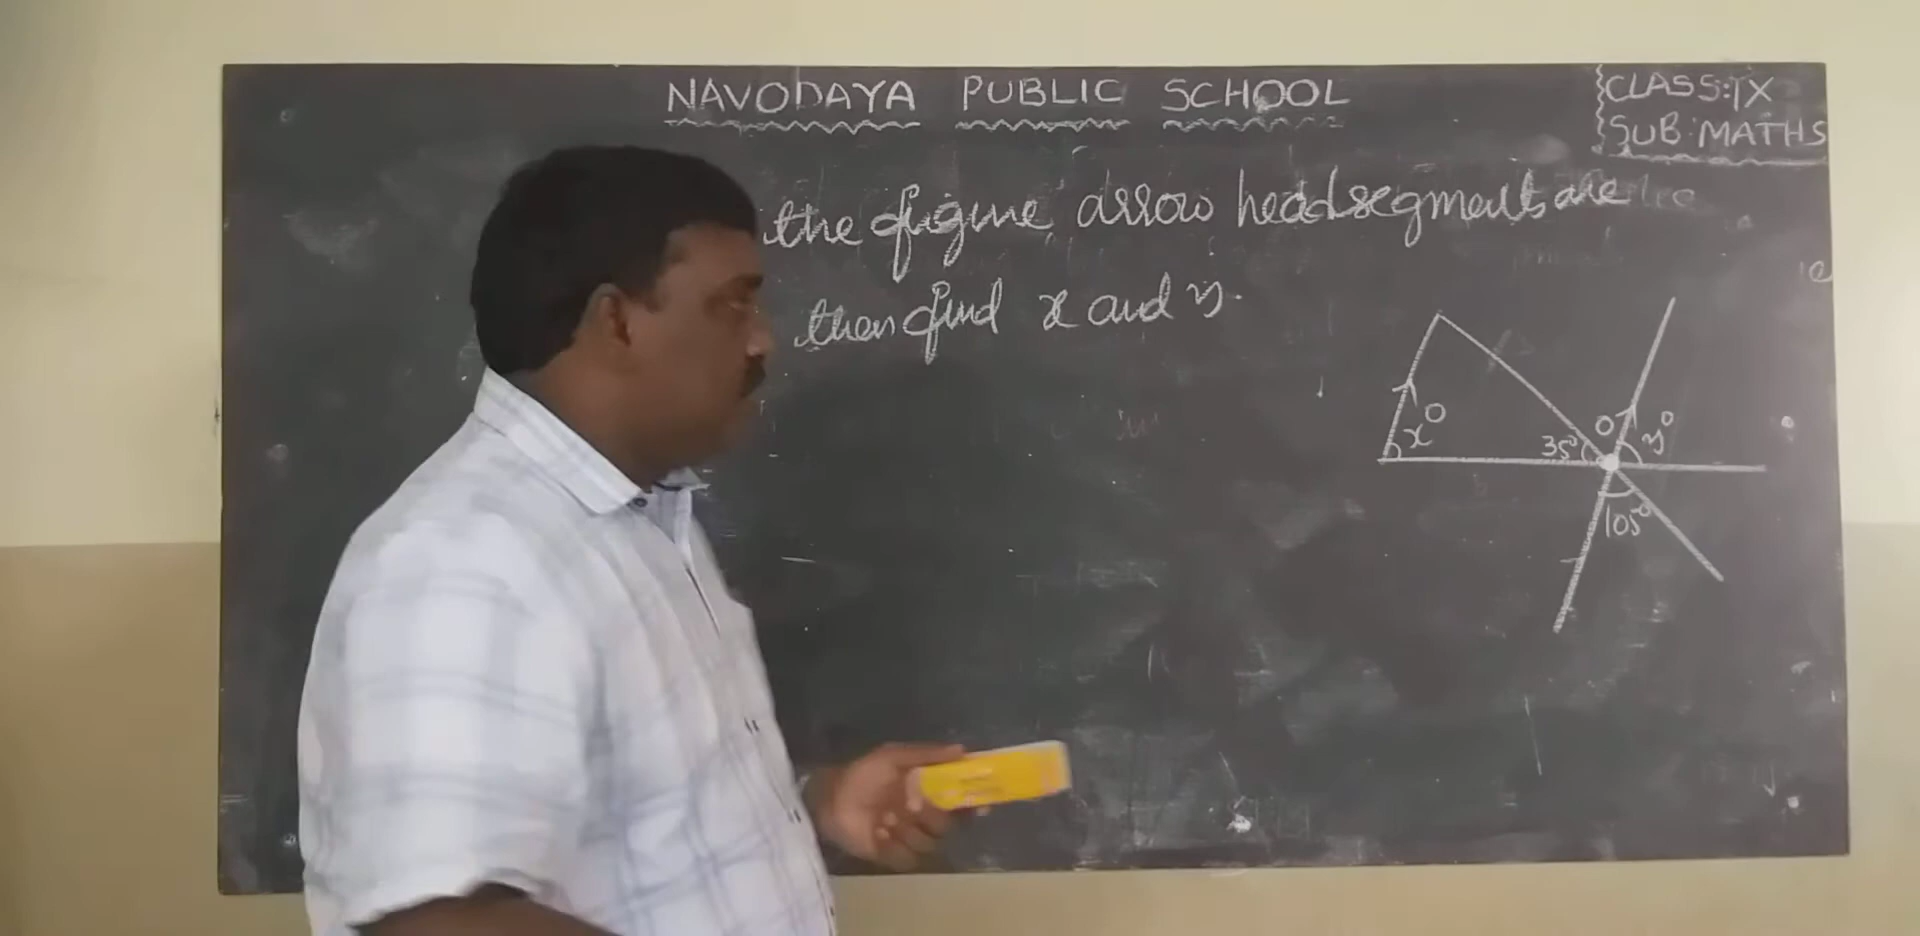 NAVODAYA PUBLIC SCHOOL
CLASS: IX
SUB: MATHS
the figure arrow head segments are
then find x and y.
x°
35°
O
y°
105°